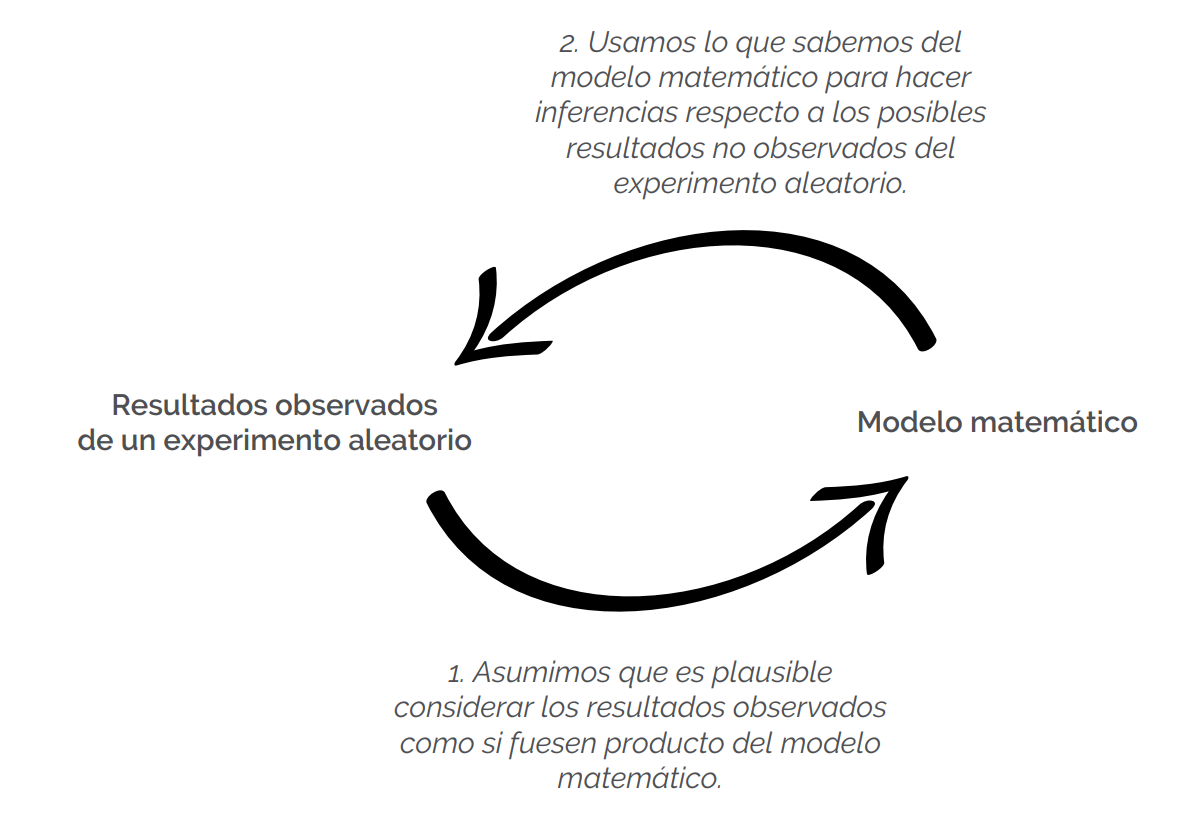 2. Usamos lo que sabemos del
modelo matemático para hacer
inferencias respecto a los posibles
resultados no observados del
experimento aleatorio.
Resultados observados
de un experimento aleatorio
Modelo matemático
1. Asumimos que es plausible
considerar los resultados observados
como si fuesen producto del modelo
matemático.